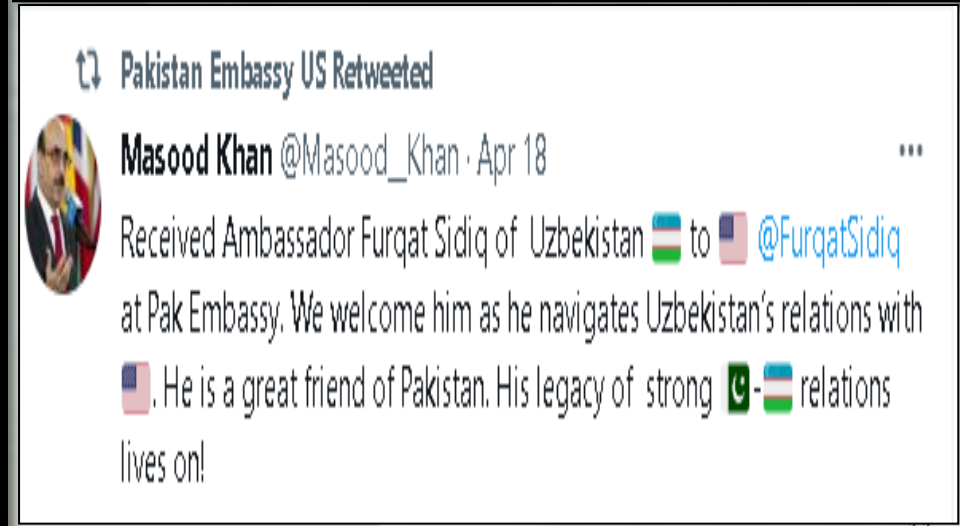 Pakistan Embassy US Retweeted
Masood Khan @Masood__Khan · Apr 18
Received Ambassador Furqat Sidiq of Uzbekistan 🇺🇿 to 🇺🇸 @FurqatSidiq
at Pak Embassy. We welcome him as he navigates Uzbekistan's relations with
🇺🇸. He is a great friend of Pakistan. His legacy of strong 🇵🇰-🇺🇿 relations
lives on!